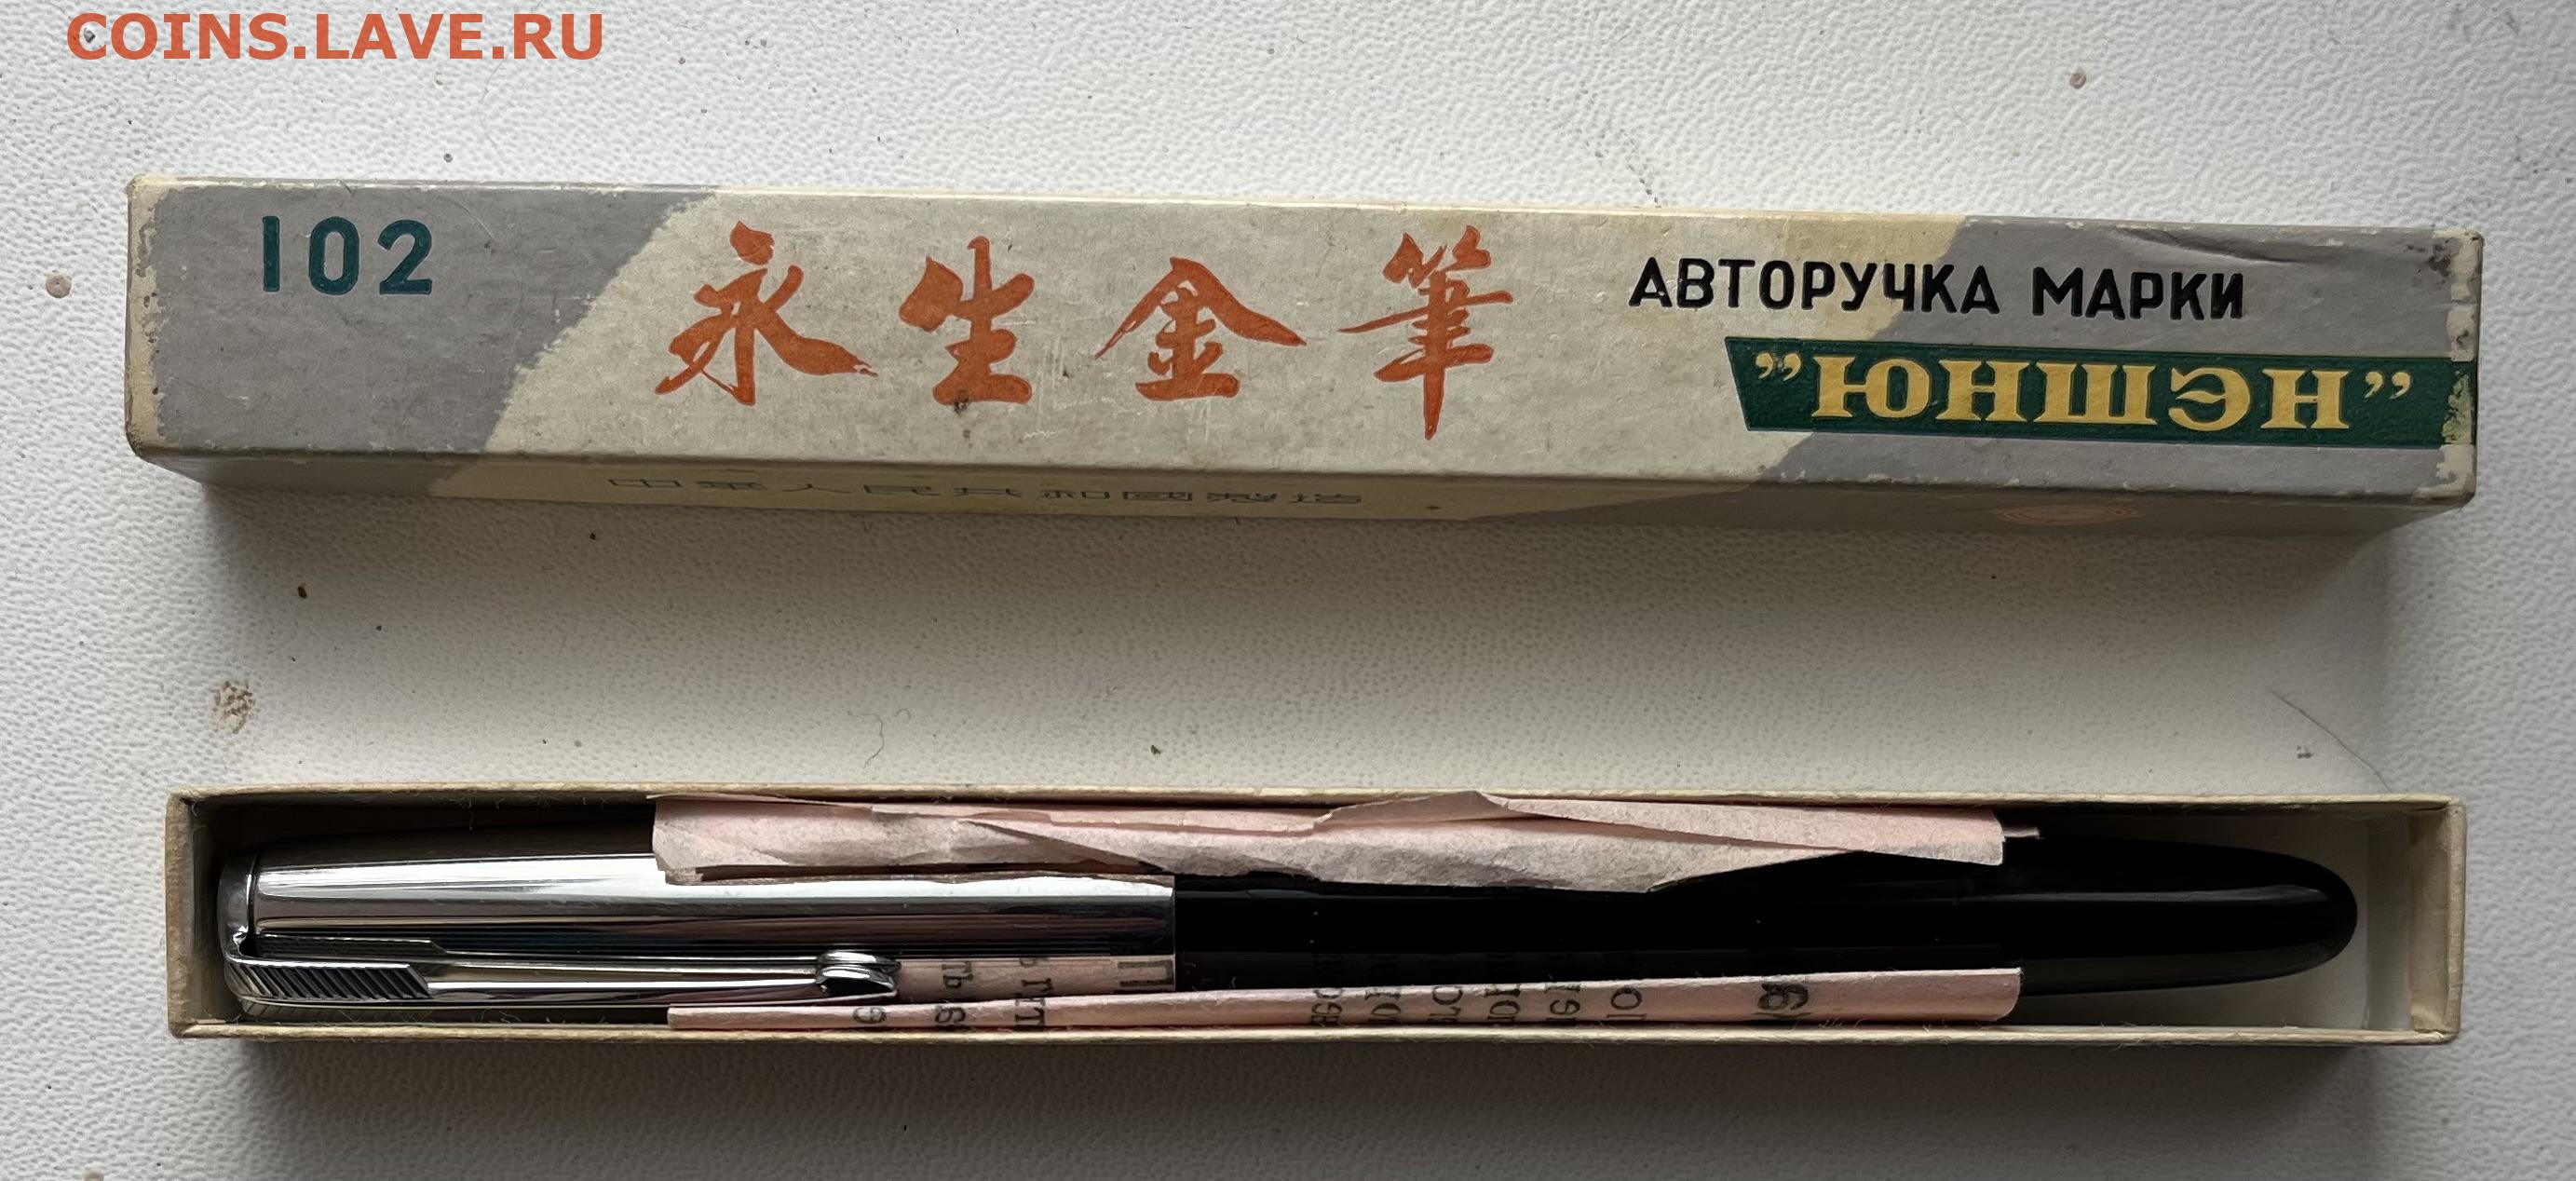 COINS.LAVE.RU
102
永生金筆
АВТОРУЧКА МАРКИ
”ЮНШЭН”
中華人民共和國製造